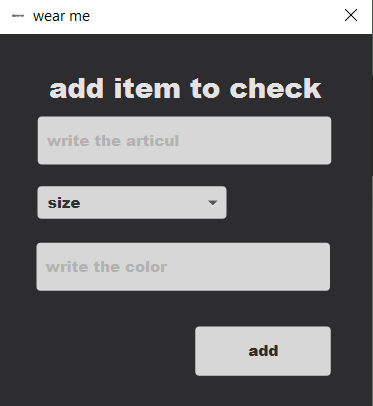 wear me
add item to check
write the articul
size
write the color
add